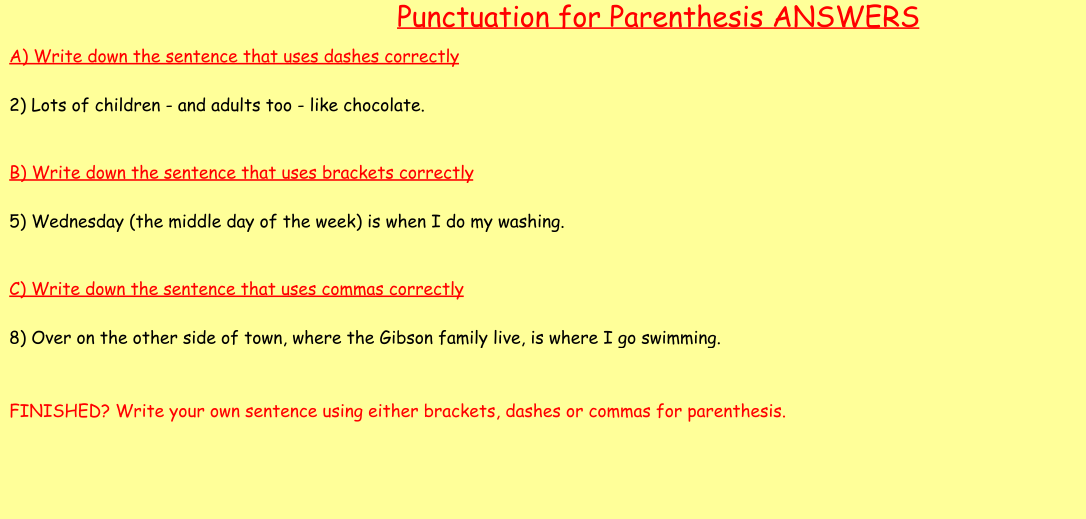 Punctuation for Parenthesis ANSWERS
A) Write down the sentence that uses dashes correctly
2) Lots of children - and adults too - like chocolate.
B) Write down the sentence that uses brackets correctly
5) Wednesday (the middle day of the week) is when I do my washing.
C) Write down the sentence that uses commas correctly
8) Over on the other side of town, where the Gibson family live, is where I go swimming.
FINISHED? Write your own sentence using either brackets, dashes or commas for parenthesis.